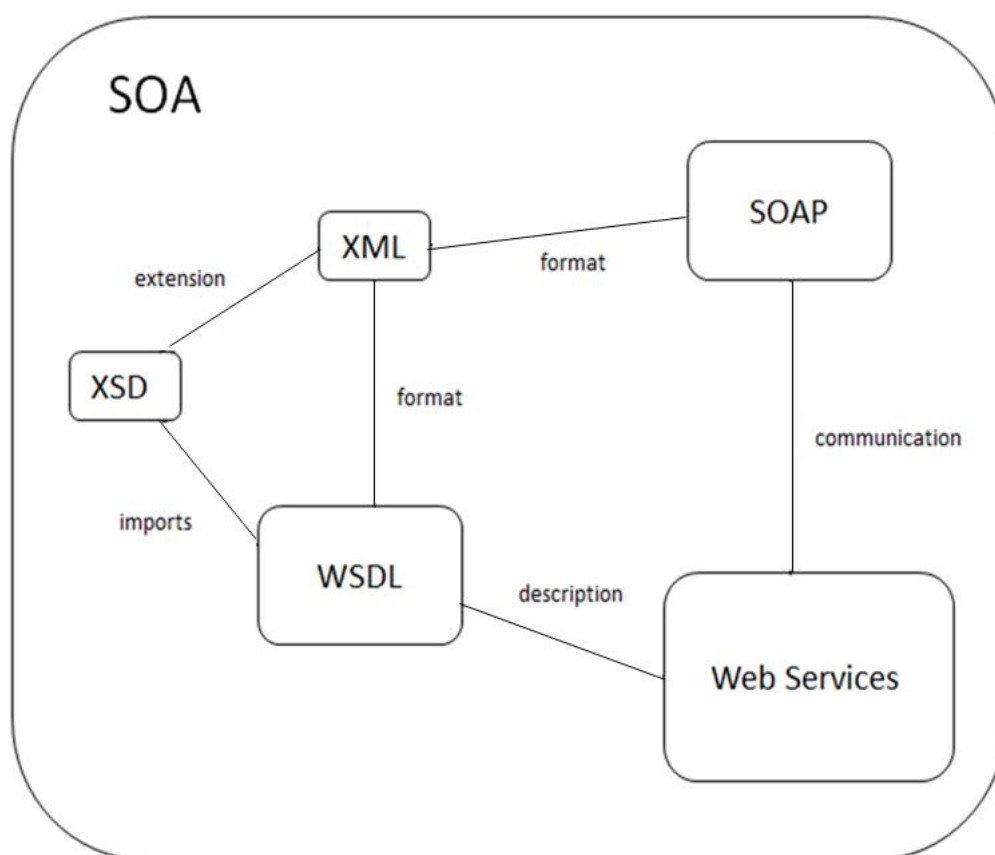 SOA
SOAP
XML
format
extension
XSD
format
communication
imports
WSDL
description
Web Services